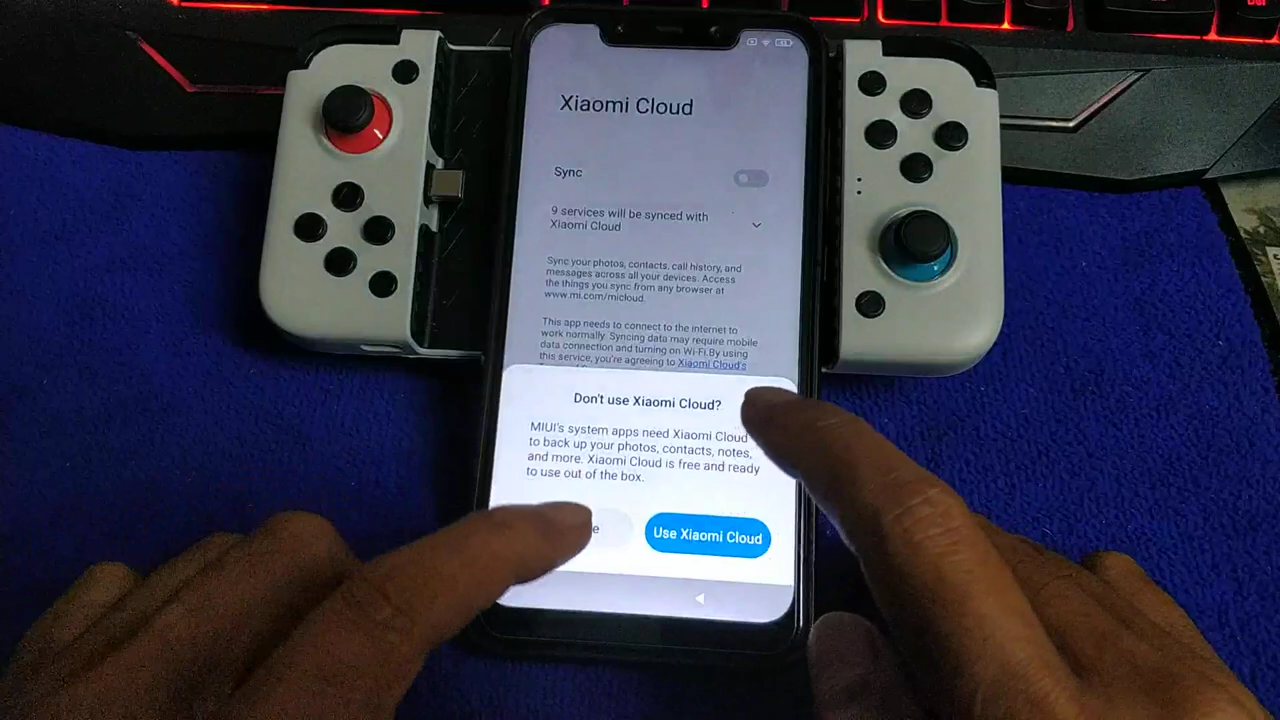 Xiaomi Cloud
Sync
9 services will be synced with
Xiaomi Cloud
Sync your photos, contacts, call history, and
messages across all your devices. Access
the things you sync from any browser at
www.mi.com/micloud.
This app needs to connect to the internet to
work normally. Syncing data may require mobile
data connection and turning on Wi-Fi.By using
this service, you're agreeing to Xiaomi Cloud's
Don't use Xiaomi Cloud?
MIUI's system apps need Xiaomi Cloud
to back up your photos, contacts, notes,
and more. Xiaomi Cloud is free and ready
to use out of the box.
Use Xiaomi Cloud